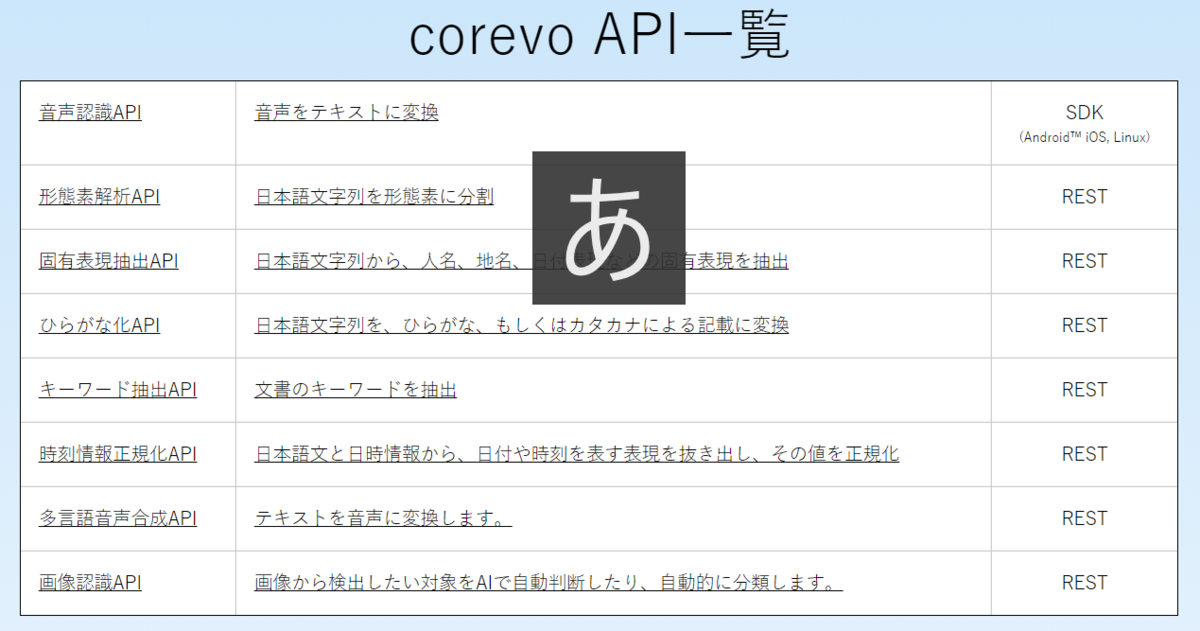 corevo API一覧
音声認識API 音声をテキストに変換 SDK
(Android™ iOS, Linux)
形態素解析API 日本語文字列を形態素に分割 REST
あ
固有表現抽出API 日本語文字列から、人名、地名、日付表現などの固有表現を抽出 REST
ひらがな化API 日本語文字列を、ひらがな、もしくはカタカナによる記載に変換 REST
キーワード抽出API 文書のキーワードを抽出 REST
時刻情報正規化API 日本語文と日時情報から、日付や時刻を表す表現を抜き出し、その値を正規化 REST
多言語音声合成API テキストを音声に変換します。 REST
画像認識API 画像から検出したい対象をAIで自動判断したり、自動的に分類します。 REST